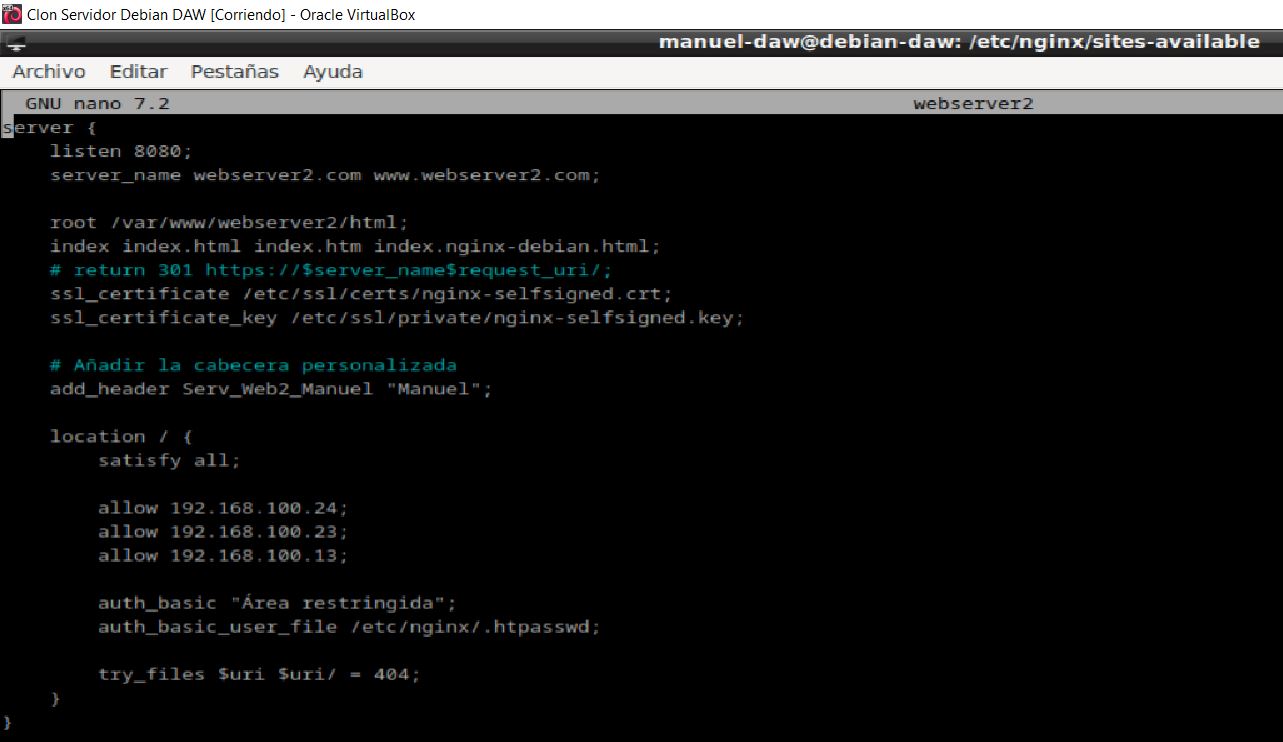 Clon Servidor Debian DAW [Corriendo] - Oracle VirtualBox
manuel-daw@debian-daw: /etc/nginx/sites-available
Archivo Editar Pestañas Ayuda
GNU nano 7.2 webserver2
server {
    listen 8080;
    server_name webserver2.com www.webserver2.com;

    root /var/www/webserver2/html;
    index index.html index.htm index.nginx-debian.html;
    # return 301 https://$server_name$request_uri/;
    ssl_certificate /etc/ssl/certs/nginx-selfsigned.crt;
    ssl_certificate_key /etc/ssl/private/nginx-selfsigned.key;

    # Añadir la cabecera personalizada
    add_header Serv_Web2_Manuel "Manuel";

    location / {
        satisfy all;

        allow 192.168.100.24;
        allow 192.168.100.23;
        allow 192.168.100.13;

        auth_basic "Área restringida";
        auth_basic_user_file /etc/nginx/.htpasswd;

        try_files $uri $uri/ = 404;
    }
}